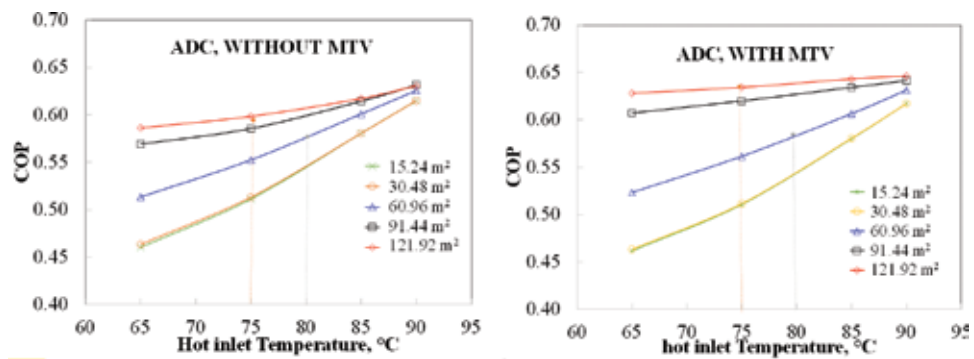 ADC, WITHOUT MTV
COP
0.70
0.65
0.60
0.55
0.50
0.45
0.40
15.24 m²
30.48 m²
60.96 m²
91.44 m²
121.92 m²
60 65 70 75 80 85 90 95
Hot inlet Temperature, °C
ADC, WITH MTV
COP
0.70
0.65
0.60
0.55
0.50
0.45
0.40
15.24 m²
30.48 m²
60.96 m²
91.44 m²
121.92 m²
60 65 70 75 80 85 90 95
hot inlet Temperature, °C